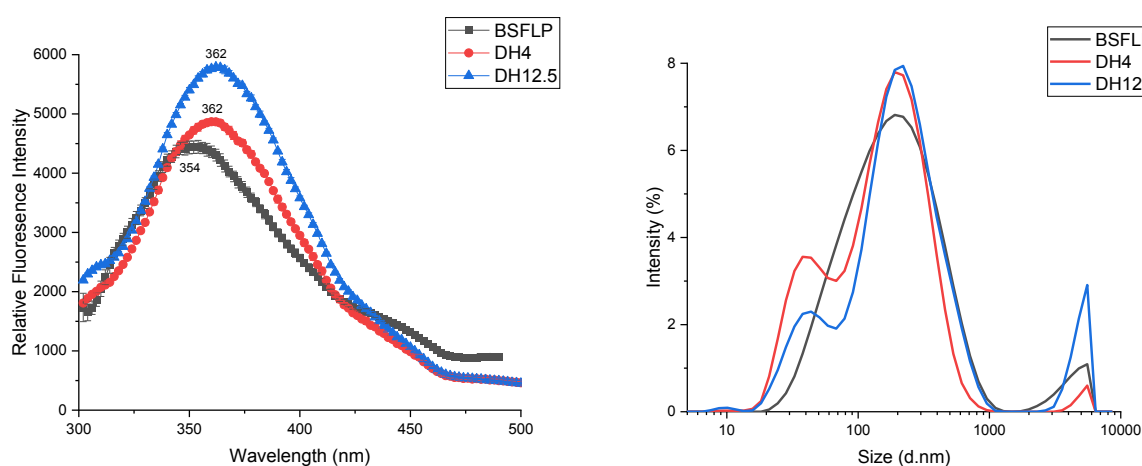 BSFLP
DH4
DH12.5
362
362
354
6000
5000
4000
3000
2000
1000
0
300
350
400
450
500
Relative Fluoresence Intensity
Wavelength (nm)
BSFL
DH4
DH12
8
6
4
2
0
10
100
1000
10000
Intensity (%)
Size (d.nm)